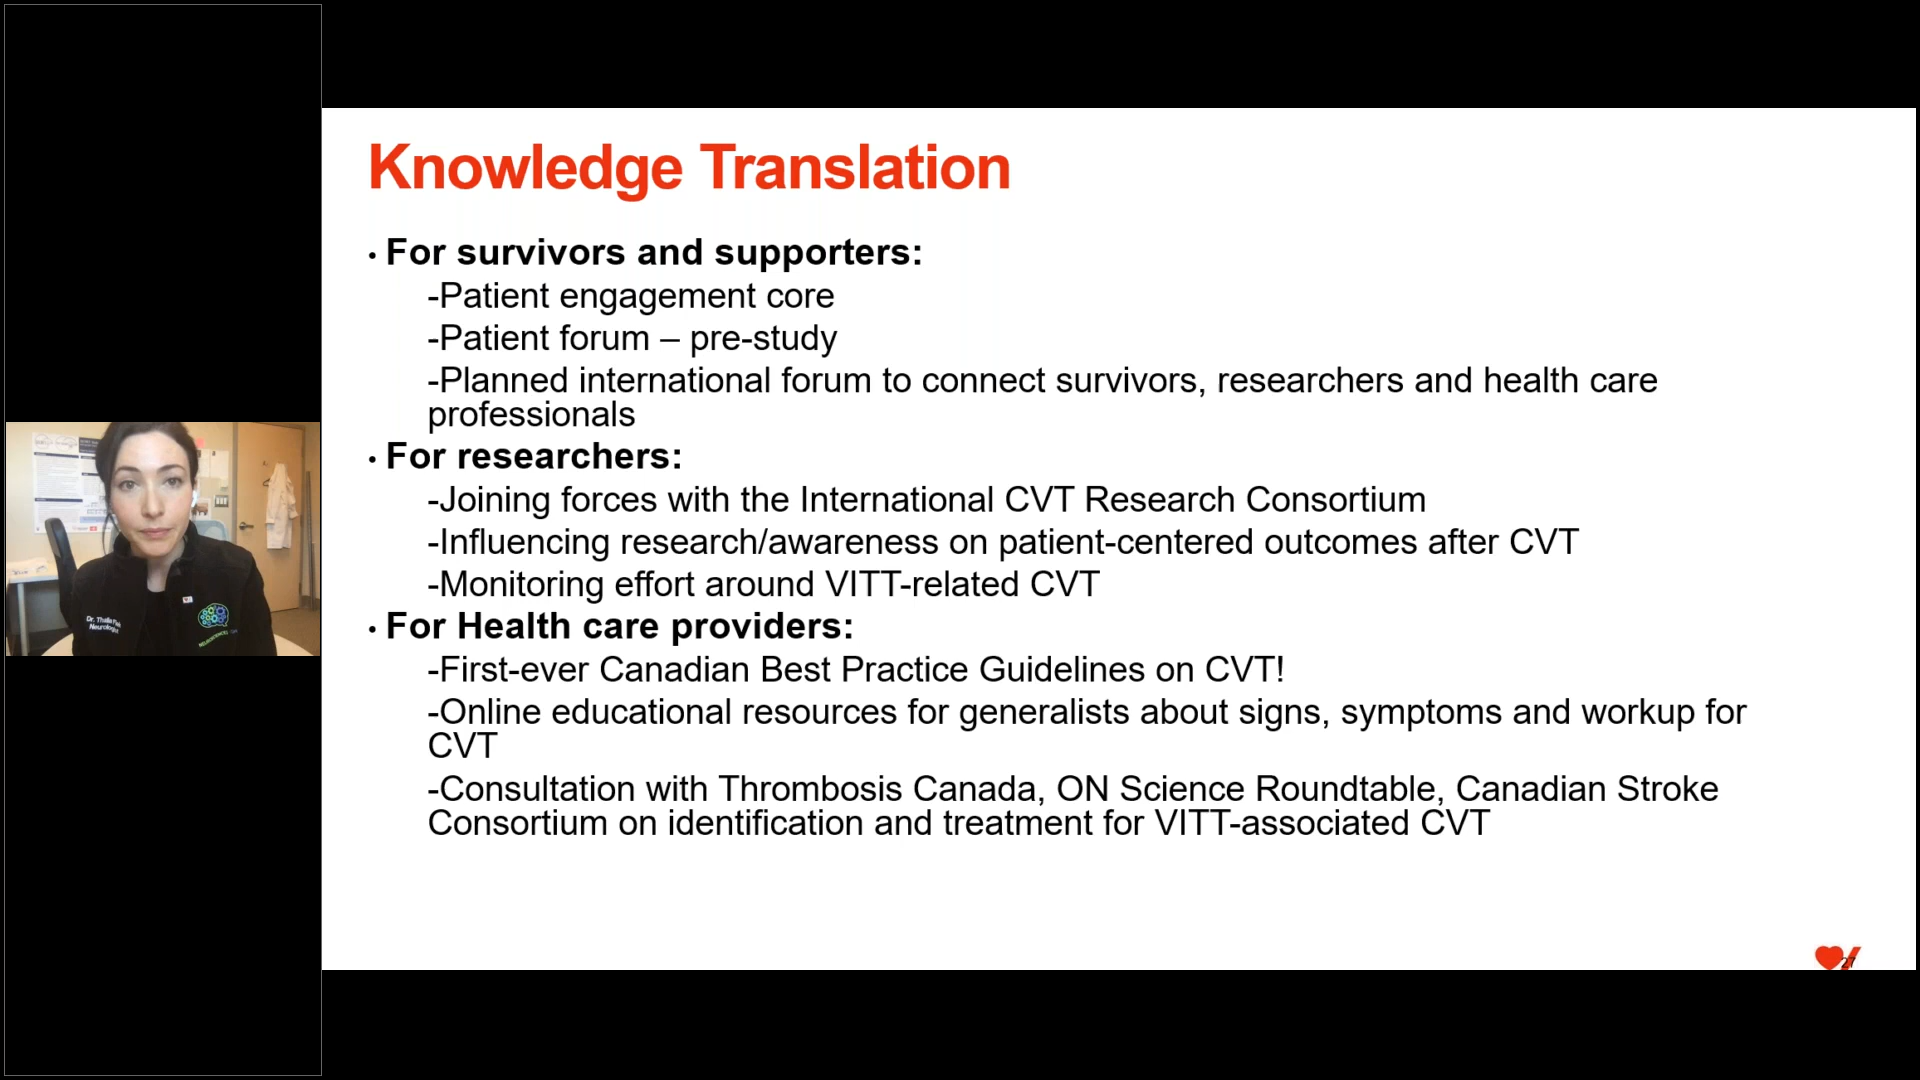 Knowledge Translation
• For survivors and supporters:
-Patient engagement core
-Patient forum – pre-study
-Planned international forum to connect survivors, researchers and health care
professionals
• For researchers:
-Joining forces with the International CVT Research Consortium
-Influencing research/awareness on patient-centered outcomes after CVT
-Monitoring effort around VITT-related CVT
• For Health care providers:
-First-ever Canadian Best Practice Guidelines on CVT!
-Online educational resources for generalists about signs, symptoms and workup for
CVT
-Consultation with Thrombosis Canada, ON Science Roundtable, Canadian Stroke
Consortium on identification and treatment for VITT-associated CVT
27
Dr. Thalia
Neurologist